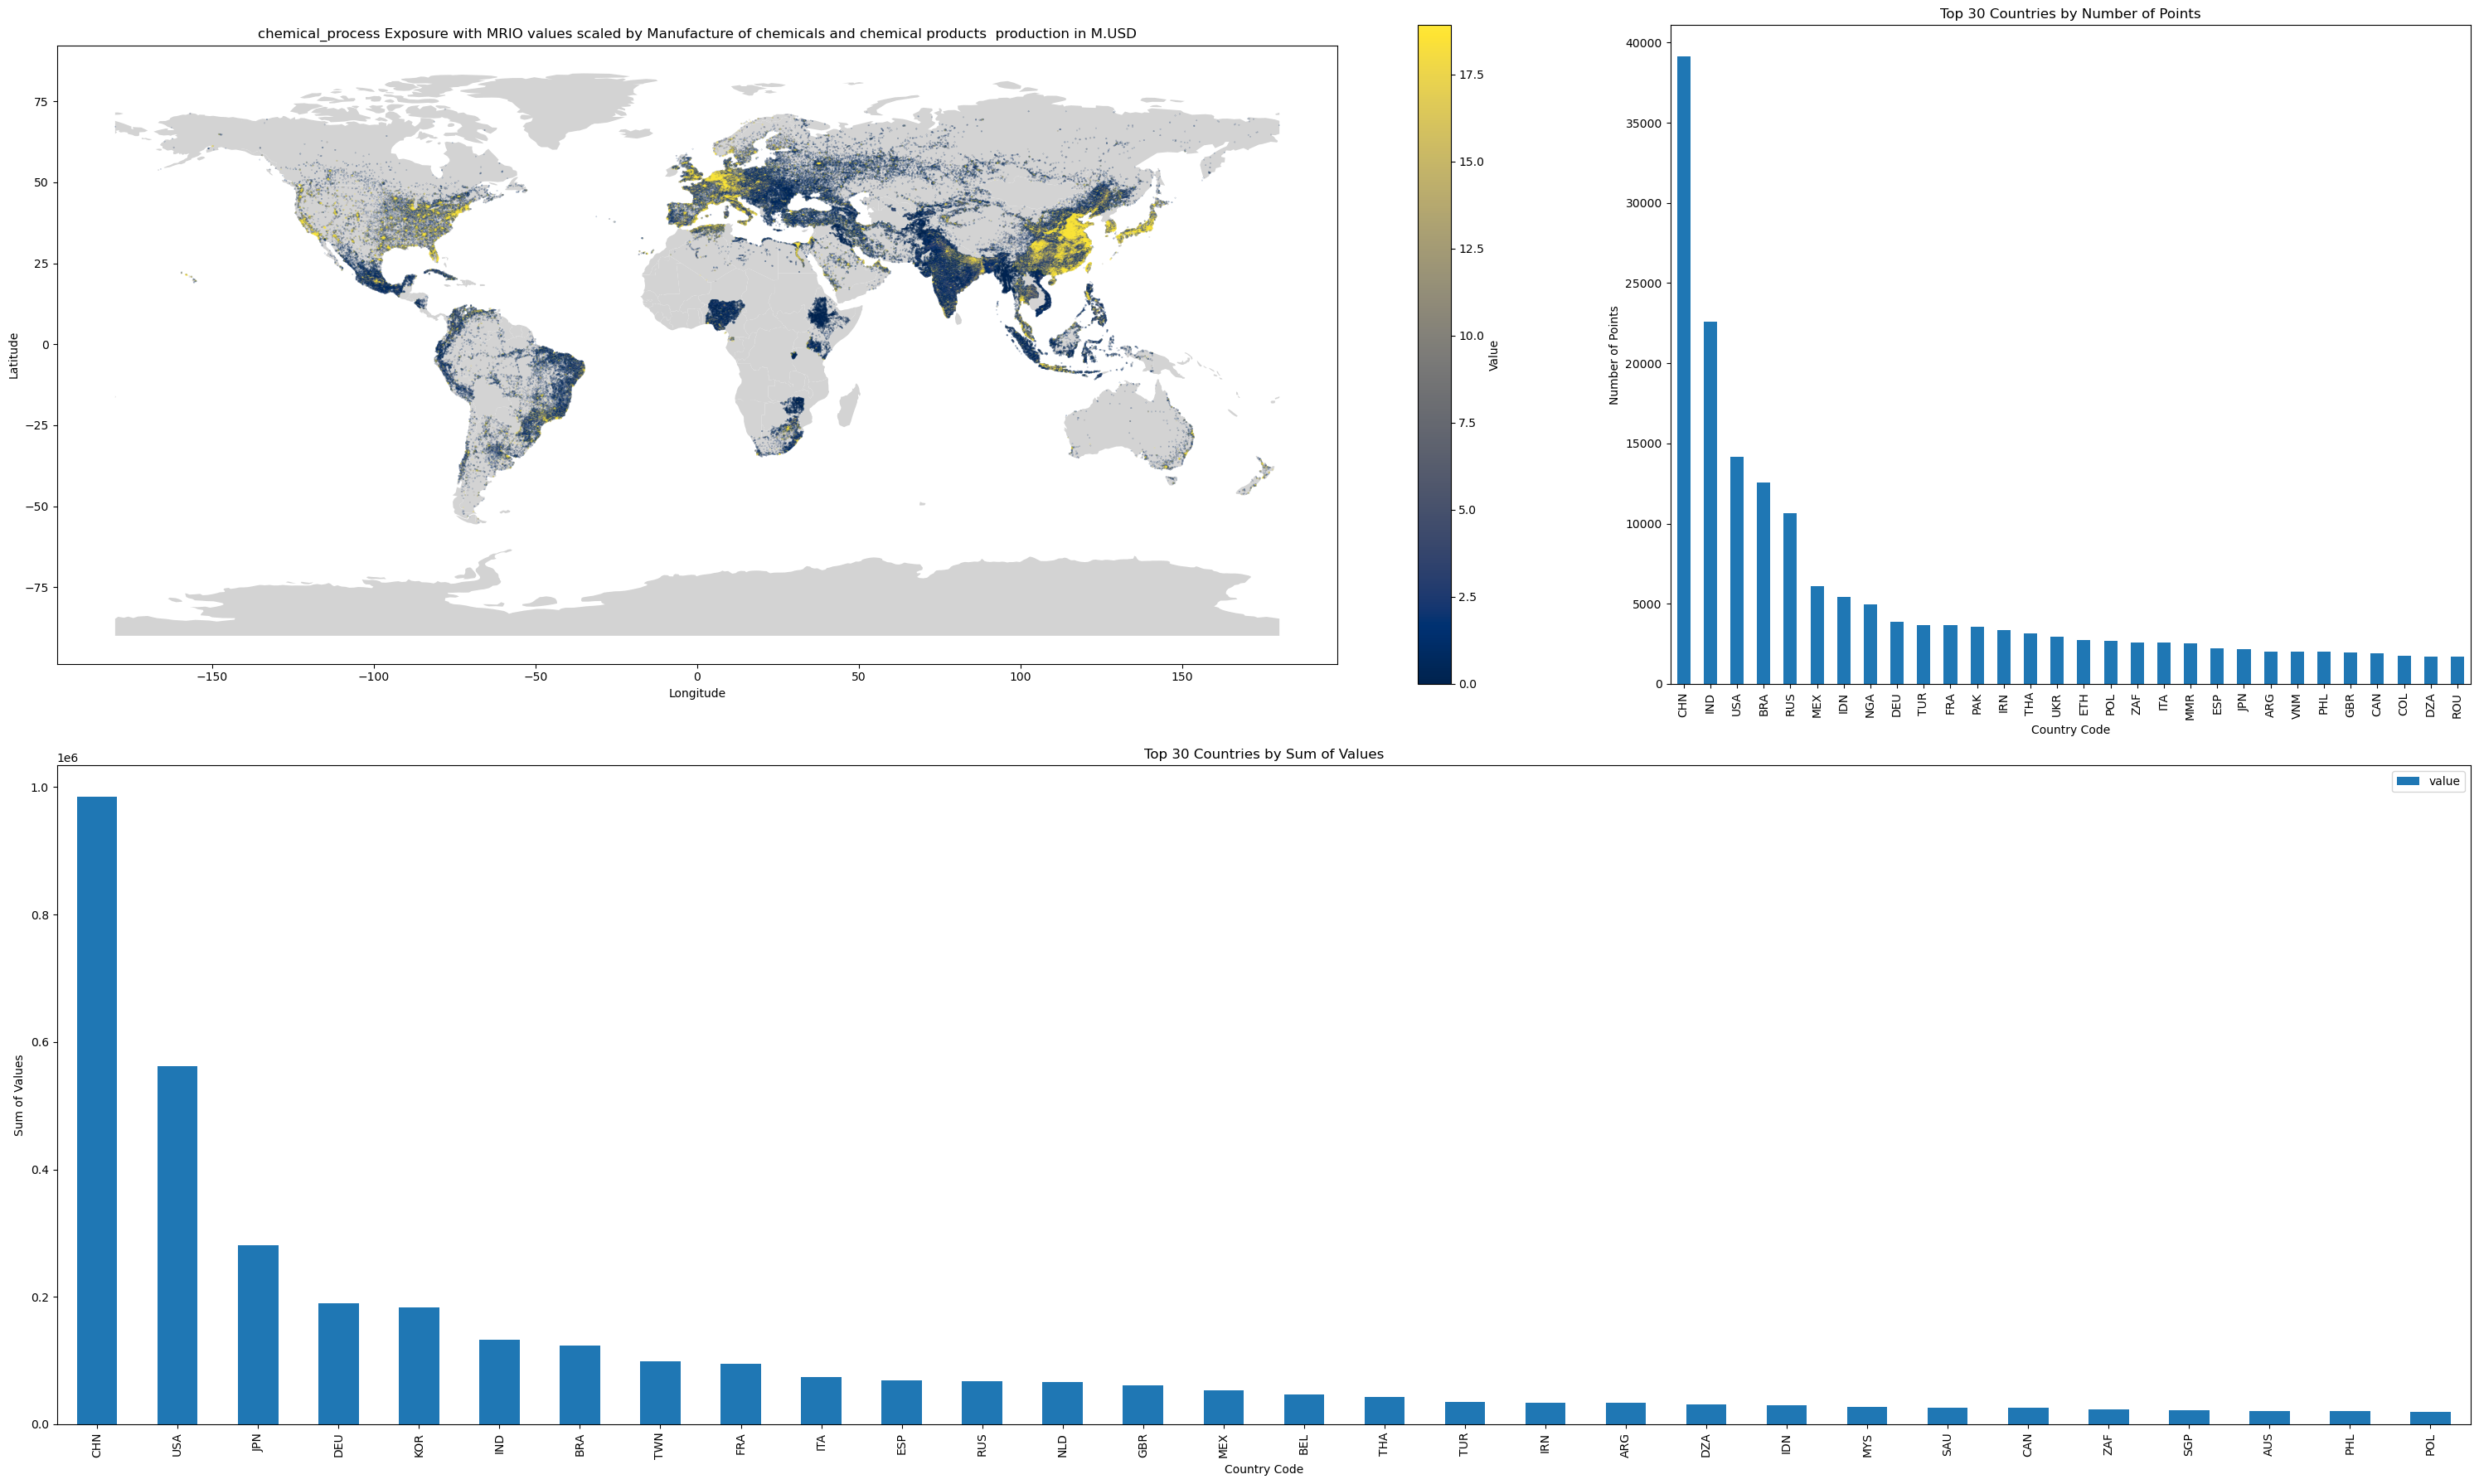 chemical_process Exposure with MRIO values scaled by Manufacture of chemicals and chemical products  production in M.USD
75
50
25
0
−25
−50
−75
Latitude
−150
−100
−50
0
50
100
150
Longitude
17.5
15.0
12.5
10.0
7.5
5.0
2.5
0.0
Value
Top 30 Countries by Number of Points
40000
35000
30000
25000
20000
15000
10000
5000
0
Number of Points
CHN
IND
USA
BRA
RUS
MEX
IDN
NGA
DEU
TUR
FRA
PAK
IRN
THA
UKR
ETH
POL
ZAF
ITA
MMR
ESP
JPN
ARG
VNM
PHL
GBR
CAN
COL
DZA
ROU
Country Code
Top 30 Countries by Sum of Values
1e6
1.0
0.8
0.6
0.4
0.2
0.0
Sum of Values
value
CHN
USA
JPN
DEU
KOR
IND
BRA
TWN
FRA
ITA
ESP
RUS
NLD
GBR
MEX
BEL
THA
TUR
IRN
ARG
DZA
IDN
MYS
SAU
CAN
ZAF
SGP
AUS
PHL
POL
Country Code